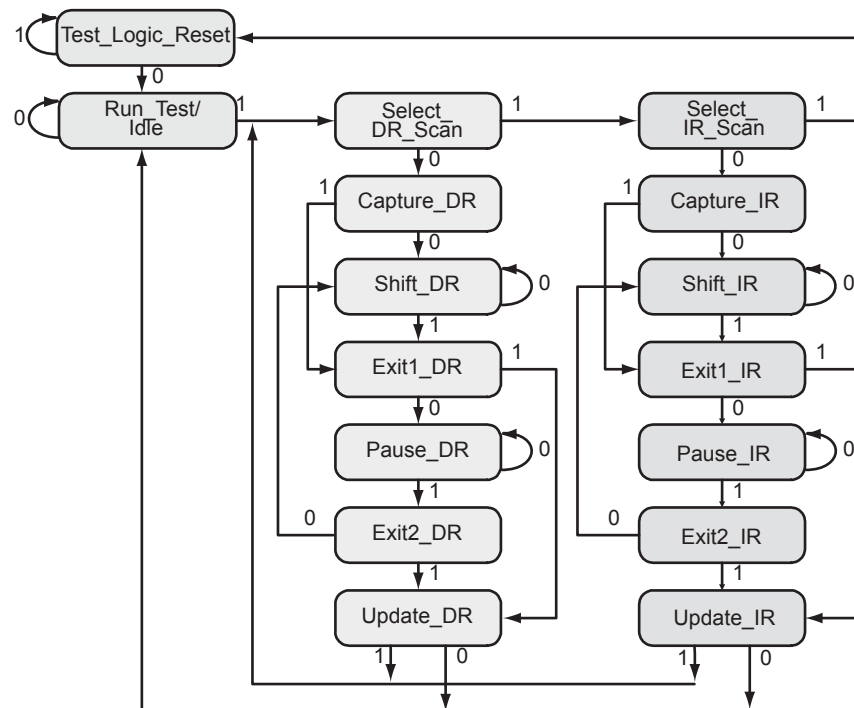 1
Test_Logic_Reset
0
0
Run_Test/
Idle
1
Select_
DR_Scan
1
Select_
IR_Scan
1
0
0
1
Capture_DR
1
Capture_IR
0
0
Shift_DR
0
Shift_IR
0
1
1
Exit1_DR
1
Exit1_IR
1
0
0
Pause_DR
0
Pause_IR
0
1
1
0
Exit2_DR
0
Exit2_IR
1
1
Update_DR
Update_IR
1
0
1
0